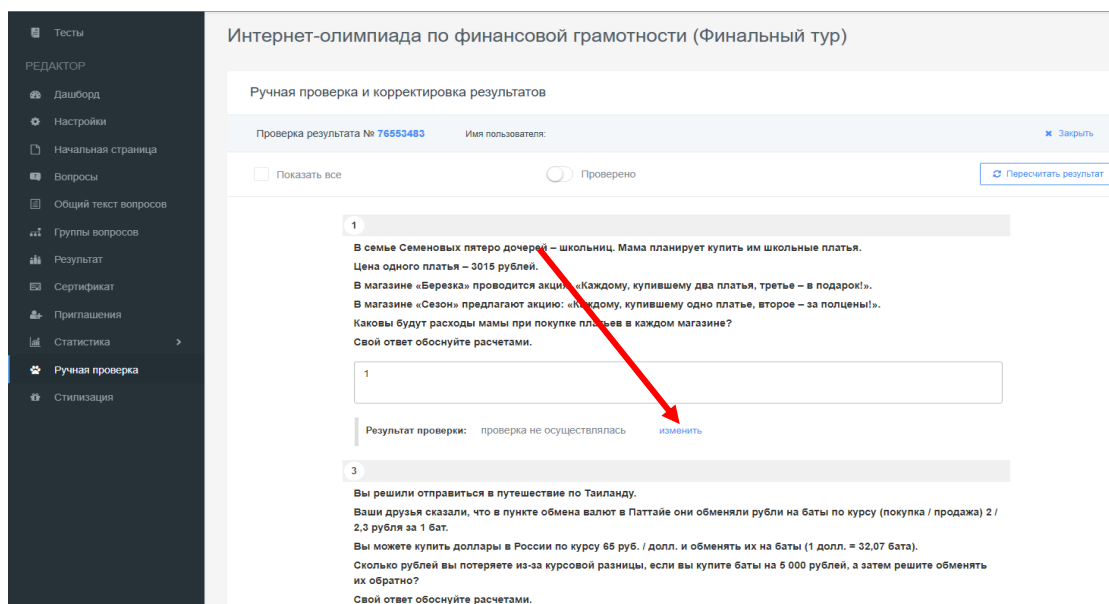 Тесты
РЕДАКТОР
Дашборд
Настройки
Начальная страница
Вопросы
Общий текст вопросов
Группы вопросов
Результат
Сертификат
Приглашения
Статистика
Ручная проверка
Стилизация
Интернет-олимпиада по финансовой грамотности (Финальный тур)
Ручная проверка и корректировка результатов
Проверка результата № 76553483 Имя пользователя: Закрыть
Показать все Проверено Пересчитать результат
1
В семье Семеновых пятеро дочерей – школьниц. Мама планирует купить им школьные платья.
Цена одного платья – 3015 рублей.
В магазине «Березка» проводится акция: «Каждому, купившему два платья, третье – в подарок!».
В магазине «Сезон» предлагают акцию: «Каждому, купившему одно платье, второе – за полцены!».
Каковы будут расходы мамы при покупке платьев в каждом магазине?
Свой ответ обоснуйте расчетами.
1
Результат проверки: проверка не осуществлялась изменить
3
Вы решили отправиться в путешествие по Таиланду.
Ваши друзья сказали, что в пункте обмена валют в Паттайе они обменяли рубли на баты по курсу (покупка / продажа) 2 /
2,3 рубля за 1 бат.
Вы можете купить доллары в России по курсу 65 руб. / долл. и обменять их на баты (1 долл. = 32,07 бата).
Сколько рублей вы потеряете из-за курсовой разницы, если вы купите баты на 5 000 рублей, а затем решите обменять
их обратно?
Свой ответ обоснуйте расчетами.